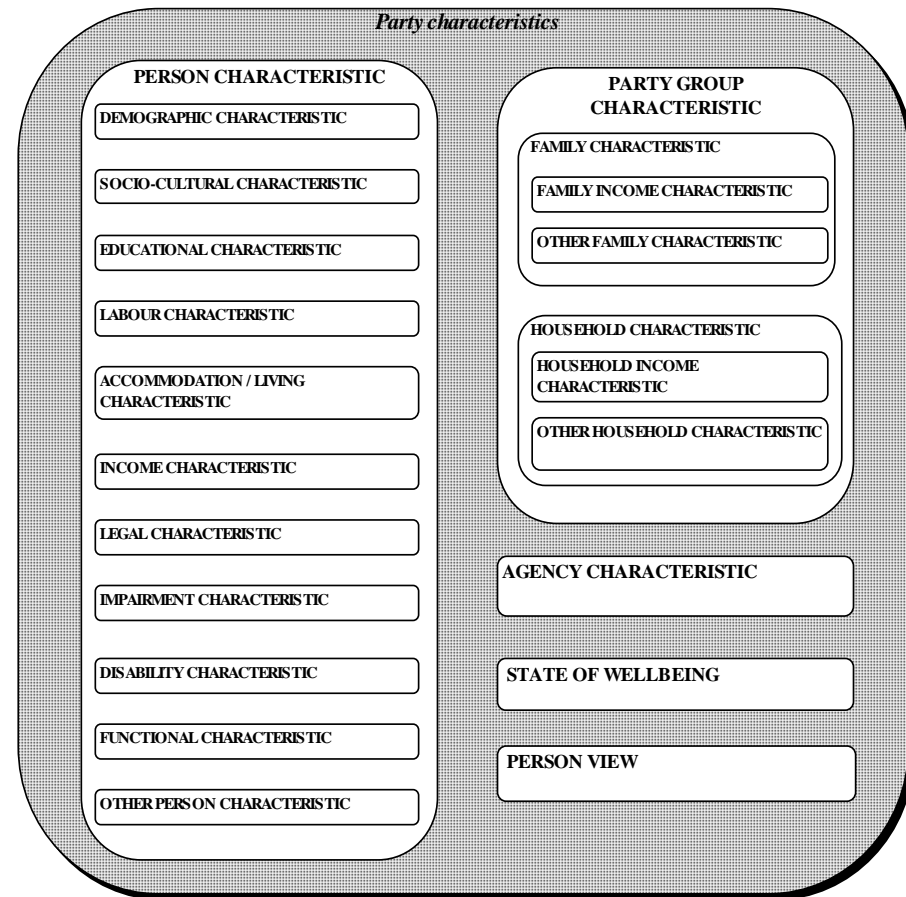 Party characteristics
PERSON CHARACTERISTIC
DEMOGRAPHIC CHARACTERISTIC
SOCIO-CULTURAL CHARACTERISTIC
EDUCATIONAL CHARACTERISTIC
LABOUR CHARACTERISTIC
ACCOMMODATION / LIVING
CHARACTERISTIC
INCOME CHARACTERISTIC
LEGAL CHARACTERISTIC
IMPAIRMENT CHARACTERISTIC
DISABILITY CHARACTERISTIC
FUNCTIONAL CHARACTERISTIC
OTHER PERSON CHARACTERISTIC
PARTY GROUP
CHARACTERISTIC
FAMILY CHARACTERISTIC
FAMILY INCOME CHARACTERISTIC
OTHER FAMILY CHARACTERISTIC
HOUSEHOLD CHARACTERISTIC
HOUSEHOLD INCOME
CHARACTERISTIC
OTHER HOUSEHOLD CHARACTERISTIC
AGENCY CHARACTERISTIC
STATE OF WELLBEING
PERSON VIEW